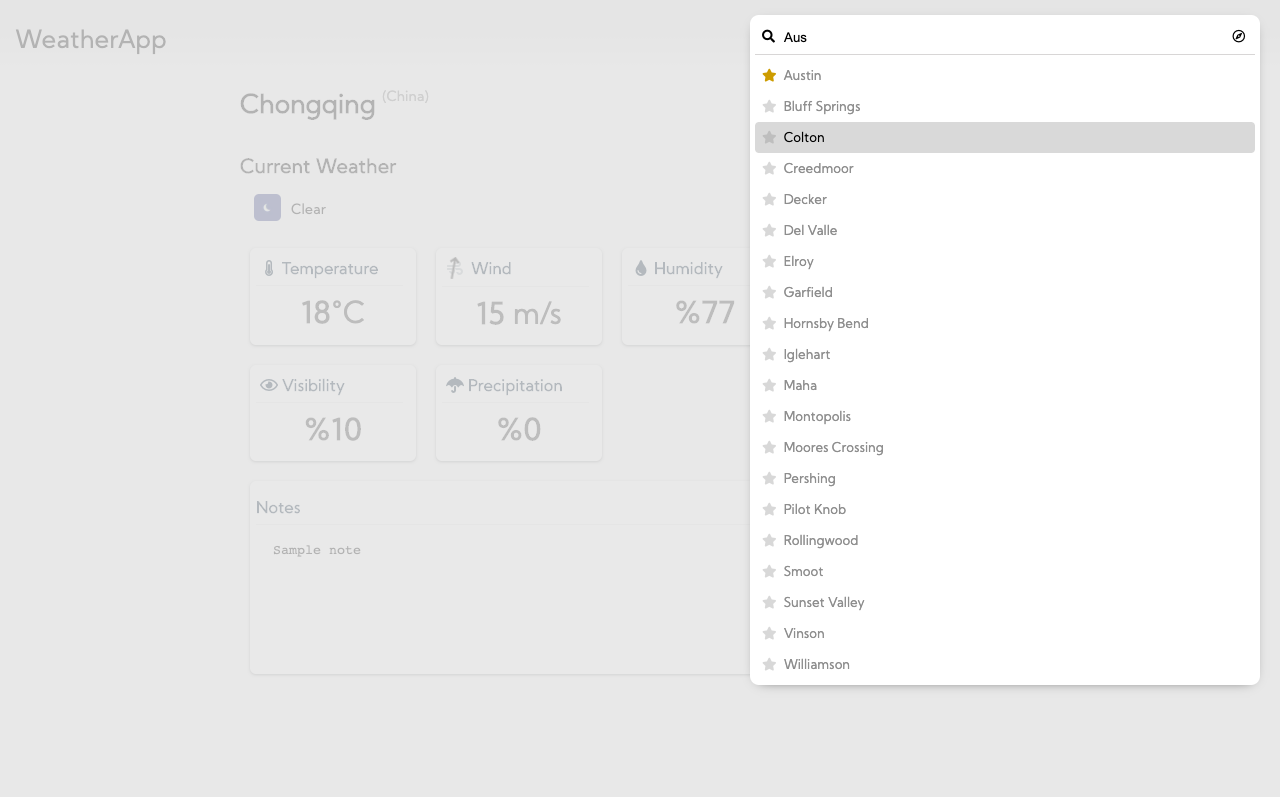 WeatherApp
Aus
Chongqing (China)
Current Weather
Clear
Temperature
18°C
Wind
15 m/s
Humidity
%77
Visibility
%10
Precipitation
%0
Notes
Sample note
Austin
Bluff Springs
Colton
Creedmoor
Decker
Del Valle
Elroy
Garfield
Hornsby Bend
Iglehart
Maha
Montopolis
Moores Crossing
Pershing
Pilot Knob
Rollingwood
Smoot
Sunset Valley
Vinson
Williamson